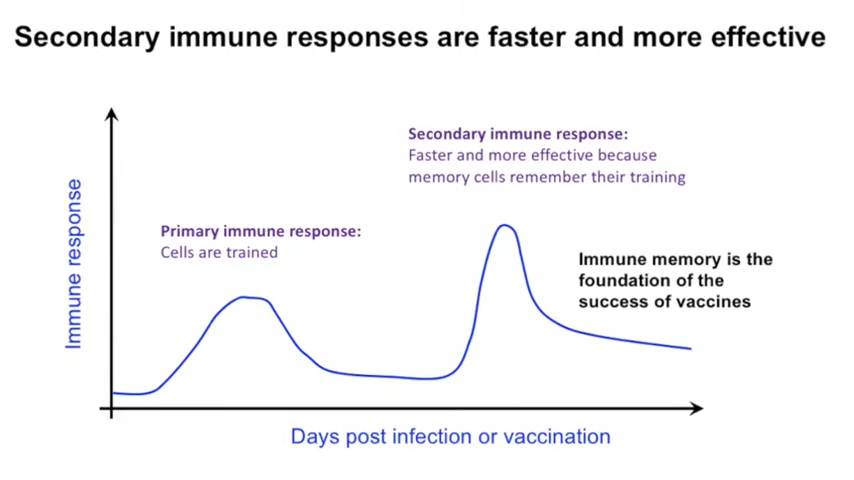 Secondary immune responses are faster and more effective
Secondary immune response:
Faster and more effective because
memory cells remember their training
Primary immune response:
Cells are trained
Immune memory is the
foundation of the
success of vaccines
Immune response
Days post infection or vaccination